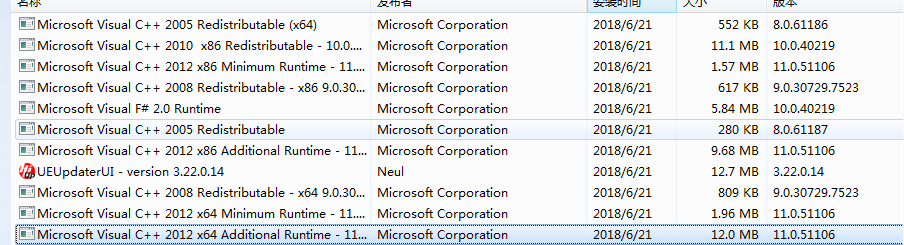 名称 发布者 安装时间 大小 版本
Microsoft Visual C++ 2005 Redistributable (x64) Microsoft Corporation 2018/6/21 552 KB 8.0.61186
Microsoft Visual C++ 2010  x86 Redistributable - 10.0.... Microsoft Corporation 2018/6/21 11.1 MB 10.0.40219
Microsoft Visual C++ 2012 x86 Minimum Runtime - 11.... Microsoft Corporation 2018/6/21 1.57 MB 11.0.51106
Microsoft Visual C++ 2008 Redistributable - x86 9.0.30... Microsoft Corporation 2018/6/21 617 KB 9.0.30729.7523
Microsoft Visual F# 2.0 Runtime Microsoft Corporation 2018/6/21 5.84 MB 10.0.40219
Microsoft Visual C++ 2005 Redistributable Microsoft Corporation 2018/6/21 280 KB 8.0.61187
Microsoft Visual C++ 2012 x86 Additional Runtime - 11... Microsoft Corporation 2018/6/21 9.68 MB 11.0.51106
UEUpdaterUI - version 3.22.0.14 Neul 2018/6/21 12.7 MB 3.22.0.14
Microsoft Visual C++ 2008 Redistributable - x64 9.0.30... Microsoft Corporation 2018/6/21 809 KB 9.0.30729.7523
Microsoft Visual C++ 2012 x64 Minimum Runtime - 11.... Microsoft Corporation 2018/6/21 1.96 MB 11.0.51106
Microsoft Visual C++ 2012 x64 Additional Runtime - 11... Microsoft Corporation 2018/6/21 12.0 MB 11.0.51106